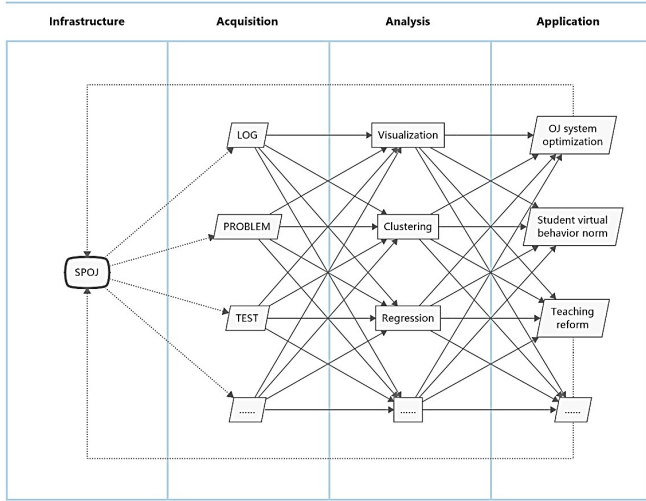 Infrastructure
Acquisition
Analysis
Application
LOG
Visualization
OJ system
optimization
PROBLEM
Clustering
Student virtual
behavior norm
SPOJ
TEST
Regression
Teaching
reform
......
......
......